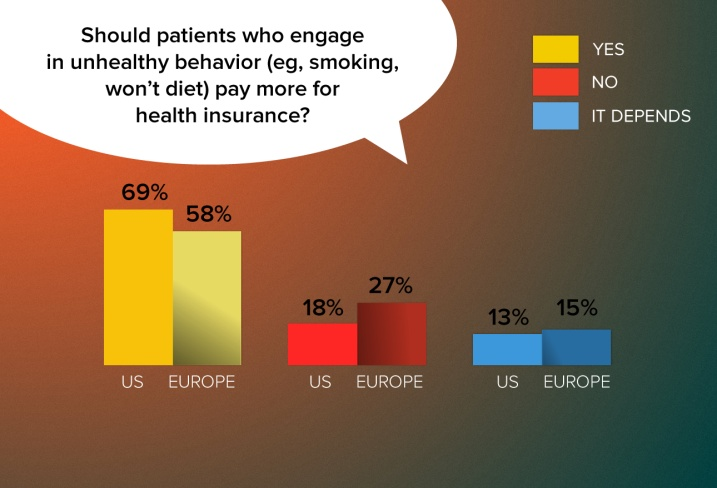 Should patients who engage
in unhealthy behavior (eg, smoking,
won’t diet) pay more for
health insurance?
YES
NO
IT DEPENDS
69%
58%
18%
27%
13%
15%
US
EUROPE
US
EUROPE
US
EUROPE